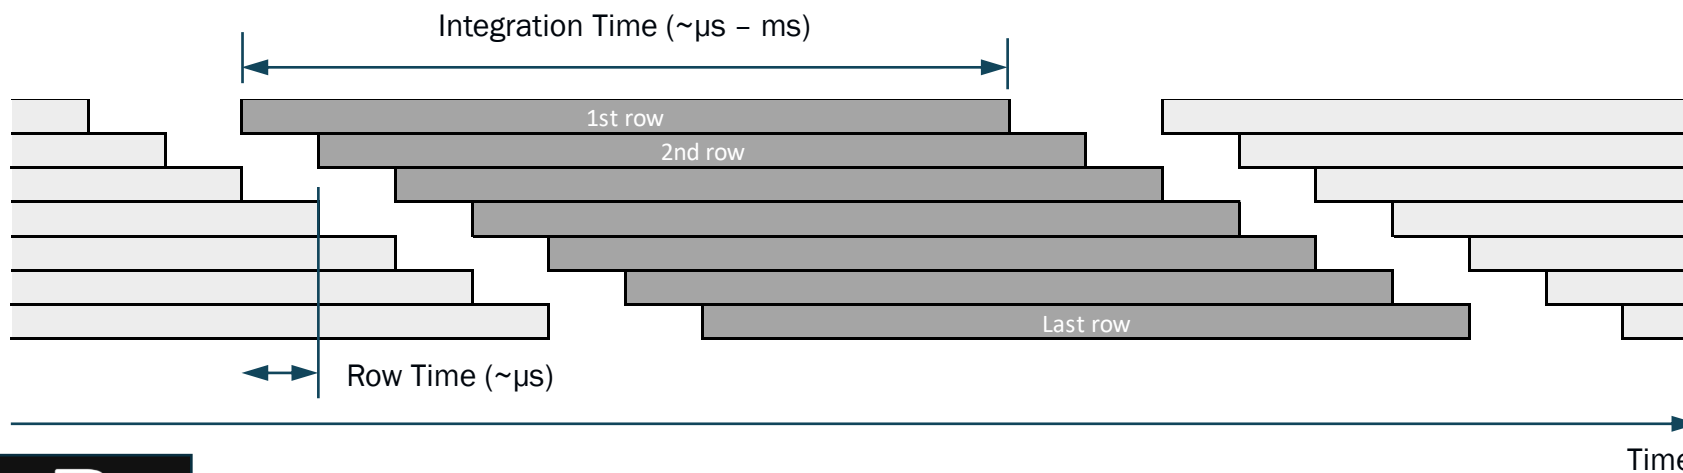 Integration Time (~µs – ms)
1st row
2nd row
Last row
Row Time (~µs)
Time